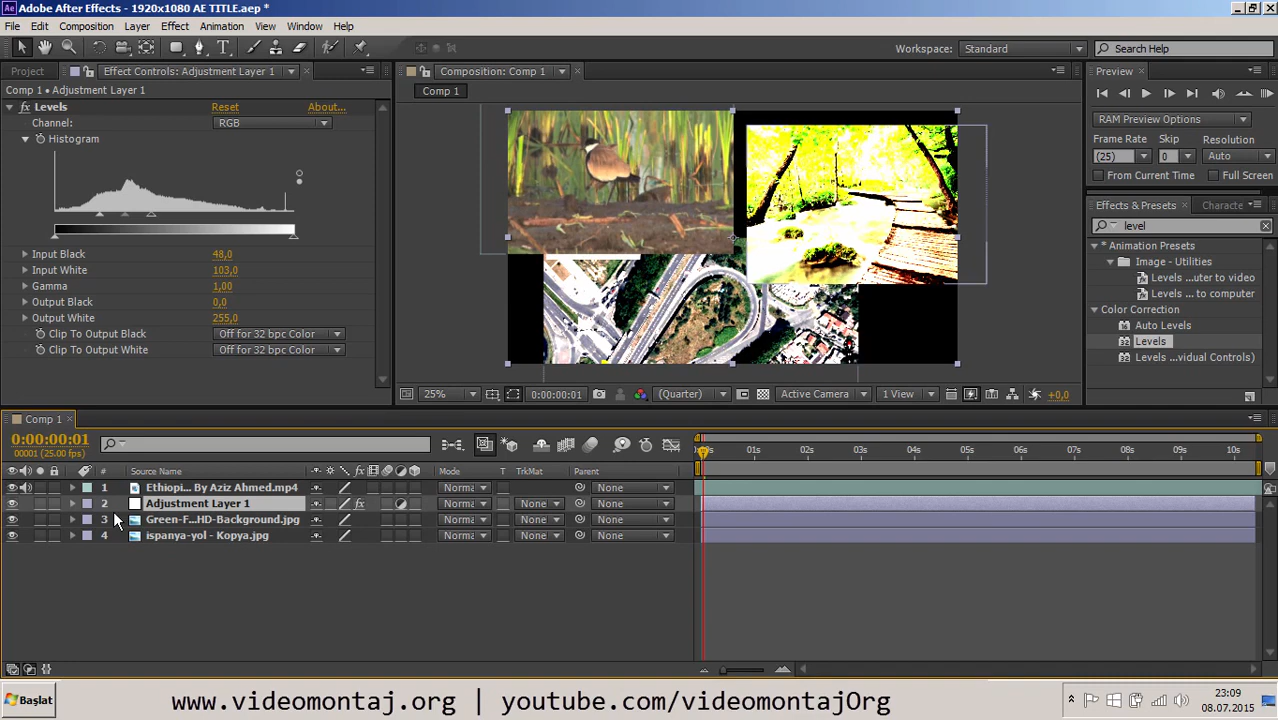 Adobe After Effects - 1920x1080 AE TITLE.aep *
File Edit Composition Layer Effect Animation View Window Help
Workspace: Standard Search Help
Project Effect Controls: Adjustment Layer 1 Composition: Comp 1 Preview
Comp 1 • Adjustment Layer 1 Comp 1
fx Levels Reset About...
Channel: RGB
RAM Preview Options
Histogram
Frame Rate Skip Resolution
(25) 0 Auto
From Current Time Full Screen
Effects & Presets Characte
level
* Animation Presets
Image - Utilities
Input Black 48,0
Levels ...uter to video
Input White 103,0
Levels ... to computer
Gamma 1,00
Color Correction
Output Black 0,0
Auto Levels
Output White 255,0
Clip To Output Black Off for 32 bpc Color
Levels
Clip To Output White Off for 32 bpc Color
Levels ...vidual Controls)
25% 0:00:00:01 (Quarter) Active Camera 1 View +0,0
Comp 1
0:00:00:01
00001 (25.00 fps)
0s 01s 02s 03s 04s 05s 06s 07s 08s 09s 10s
# Source Name fx Mode T TrkMat Parent
1 Ethiopi... By Aziz Ahmed.mp4 Norma None
2 Adjustment Layer 1 fx Norma None None
3 Green-F...HD-Background.jpg Norma None None
4 ispanya-yol - Kopya.jpg Norma None None
Başlat www.videomontaj.org | youtube.com/videomontajOrg 23:09
08.07.2015